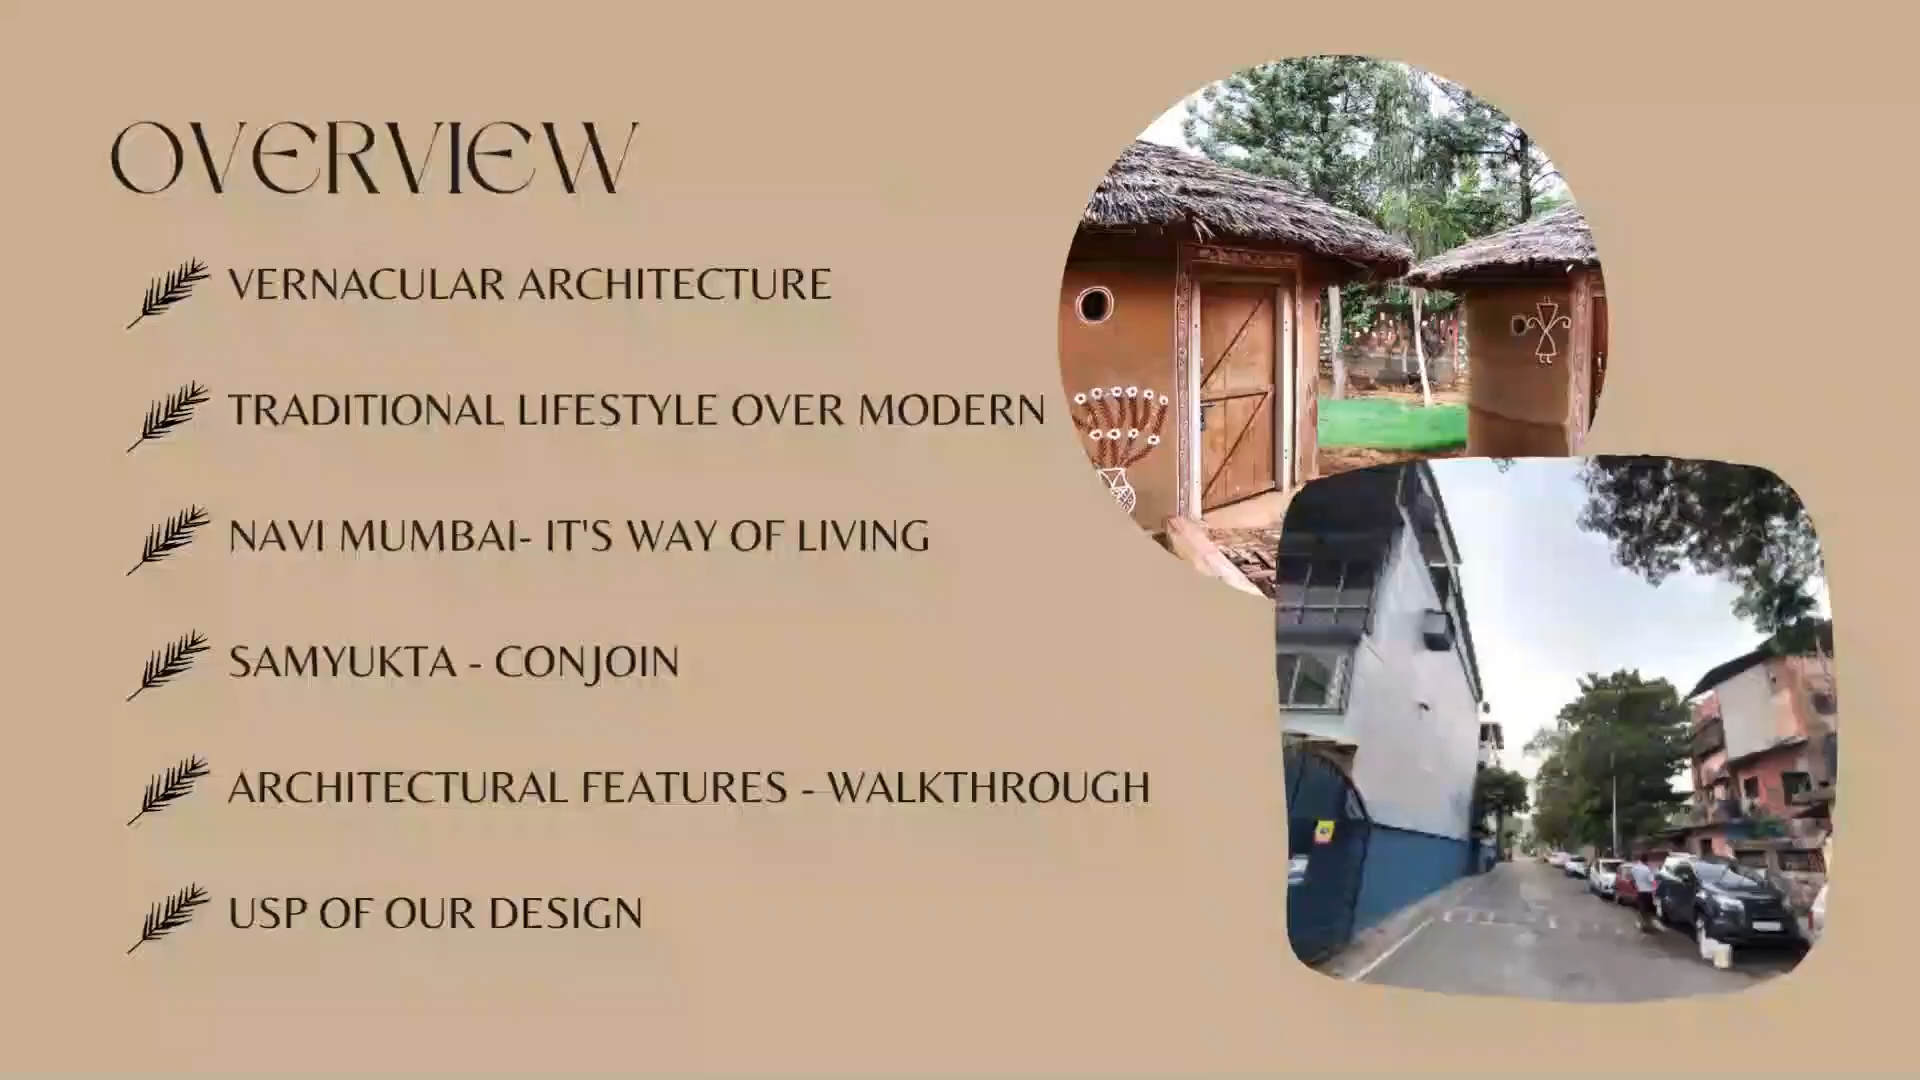 OVERVIEW
VERNACULAR ARCHITECTURE
TRADITIONAL LIFESTYLE OVER MODERN
NAVI MUMBAI- IT'S WAY OF LIVING
SAMYUKTA - CONJOIN
ARCHITECTURAL FEATURES - WALKTHROUGH
USP OF OUR DESIGN